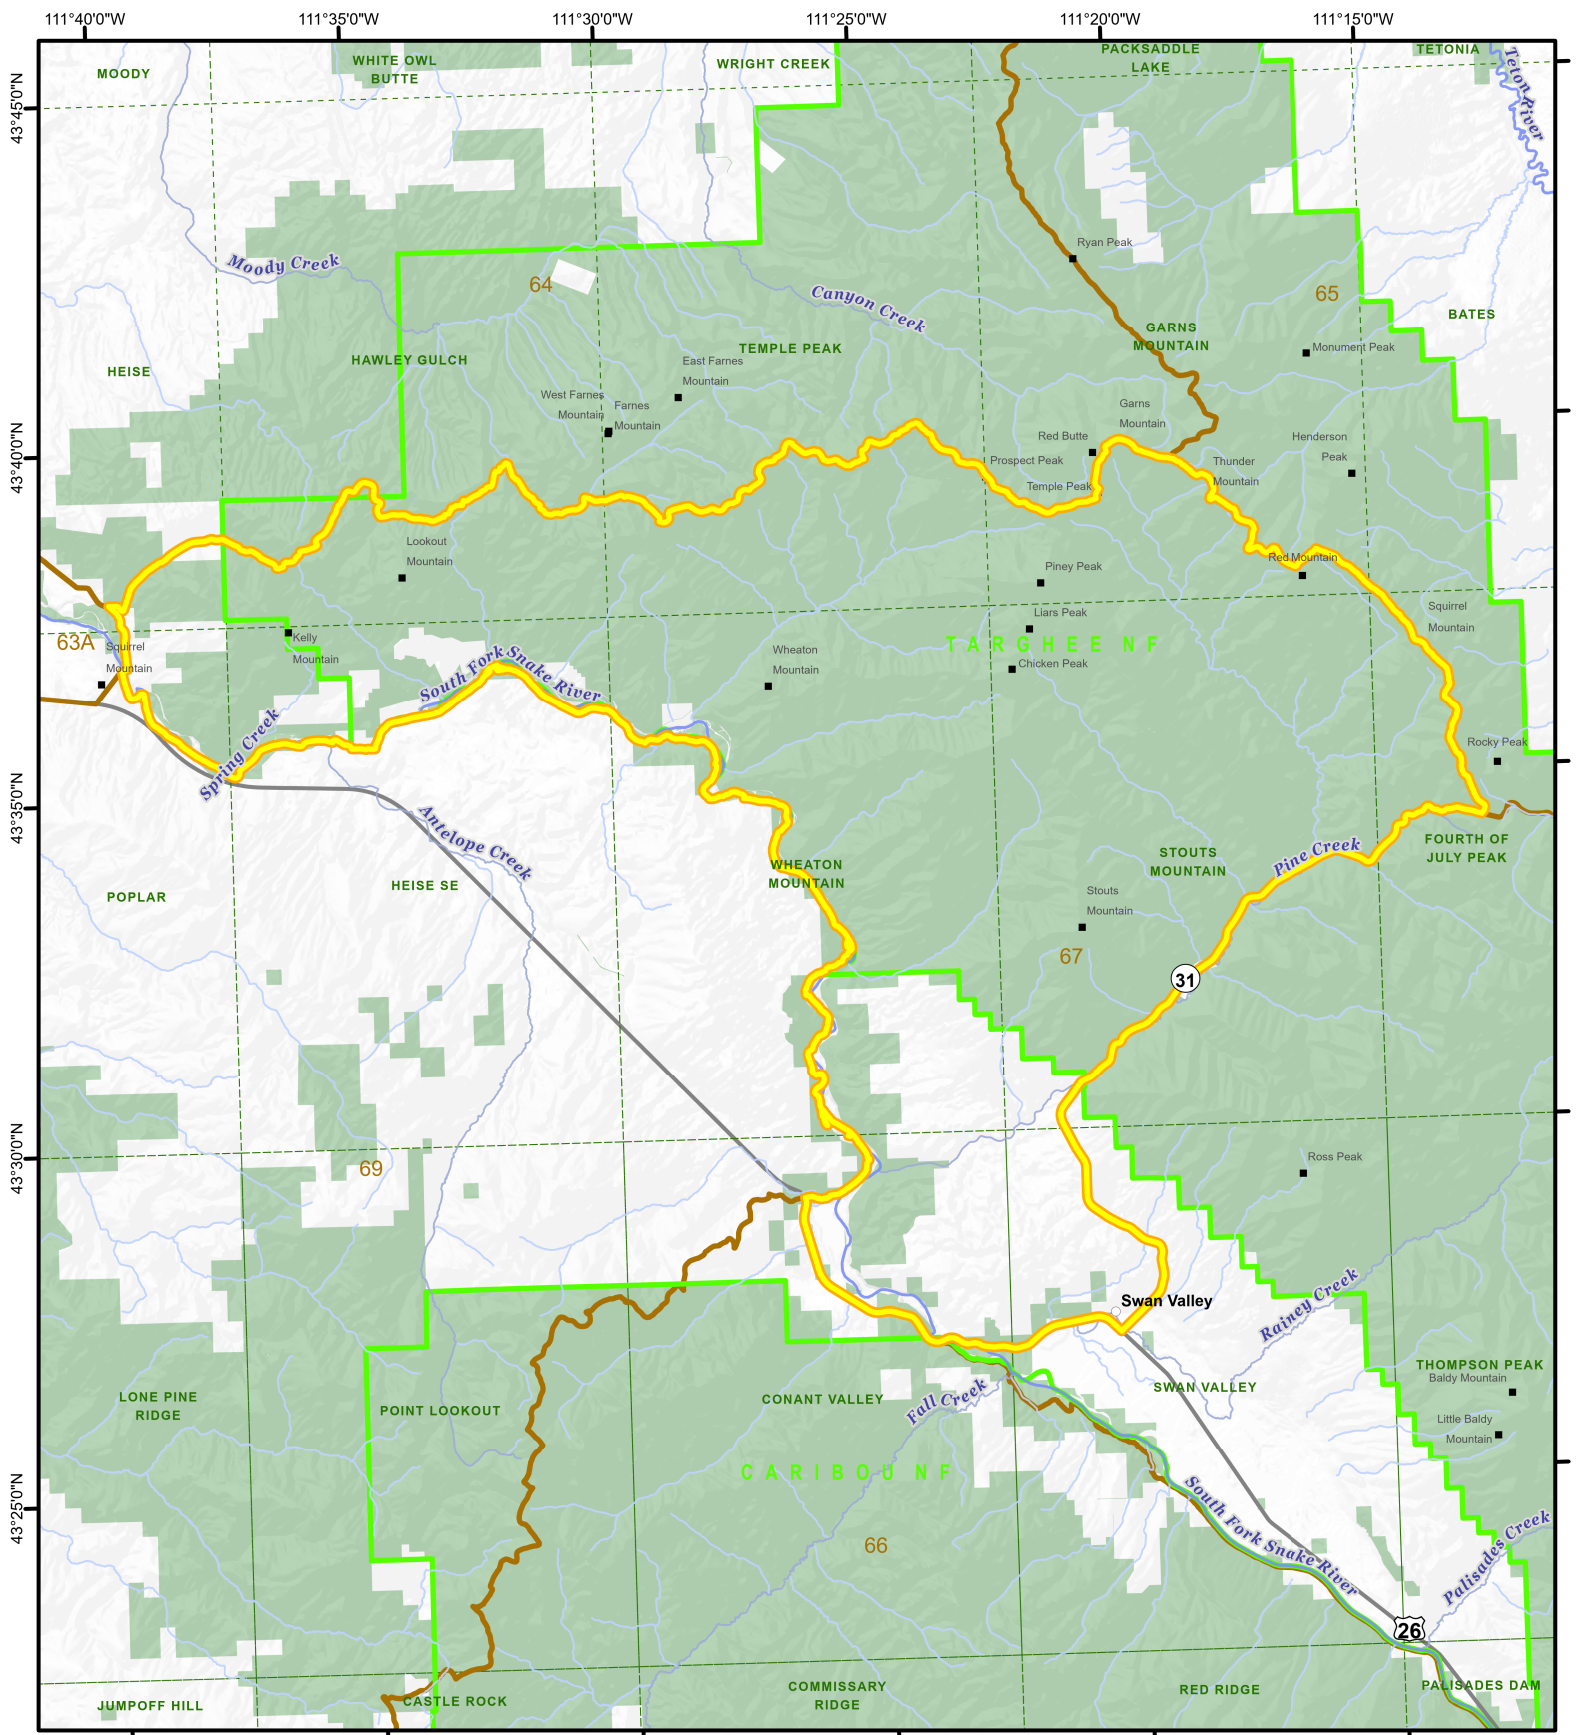 111°40'0"W
111°35'0"W
111°30'0"W
111°25'0"W
111°20'0"W
111°15'0"W
43°45'0"N
43°40'0"N
43°35'0"N
43°30'0"N
43°25'0"N
MOODY
WHITE OWL
BUTTE
WRIGHT CREEK
PACKSADDLE
LAKE
TETONIA
Teton River
Moody Creek
64
Canyon Creek
Ryan Peak
65
BATES
GARNS
MOUNTAIN
Monument Peak
HEISE
HAWLEY GULCH
TEMPLE PEAK
East Farnes
Mountain
West Farnes
Mountain
Farnes
Mountain
Garns
Mountain
Red Butte
Henderson
Peak
Prospect Peak
Thunder
Mountain
Temple Peak
Lookout
Mountain
Red Mountain
Piney Peak
Liars Peak
Squirrel
Mountain
TARGHEE NF
63A
Squirrel
Mountain
Kelly
Mountain
Wheaton
Mountain
Chicken Peak
South Fork Snake River
Spring Creek
Rocky Peak
Antelope Creek
WHEATON
MOUNTAIN
STOUTS
MOUNTAIN
Pine Creek
FOURTH OF
JULY PEAK
POPLAR
HEISE SE
Stouts
Mountain
67
31
69
Ross Peak
Swan Valley
Rainey Creek
LONE PINE
RIDGE
POINT LOOKOUT
CONANT VALLEY
Fall Creek
SWAN VALLEY
THOMPSON PEAK
Baldy Mountain
Little Baldy
Mountain
CARIBOU NF
66
South Fork Snake River
Palisades Creek
26
JUMPOFF HILL
CASTLE ROCK
COMMISSARY
RIDGE
RED RIDGE
PALISADES DAM